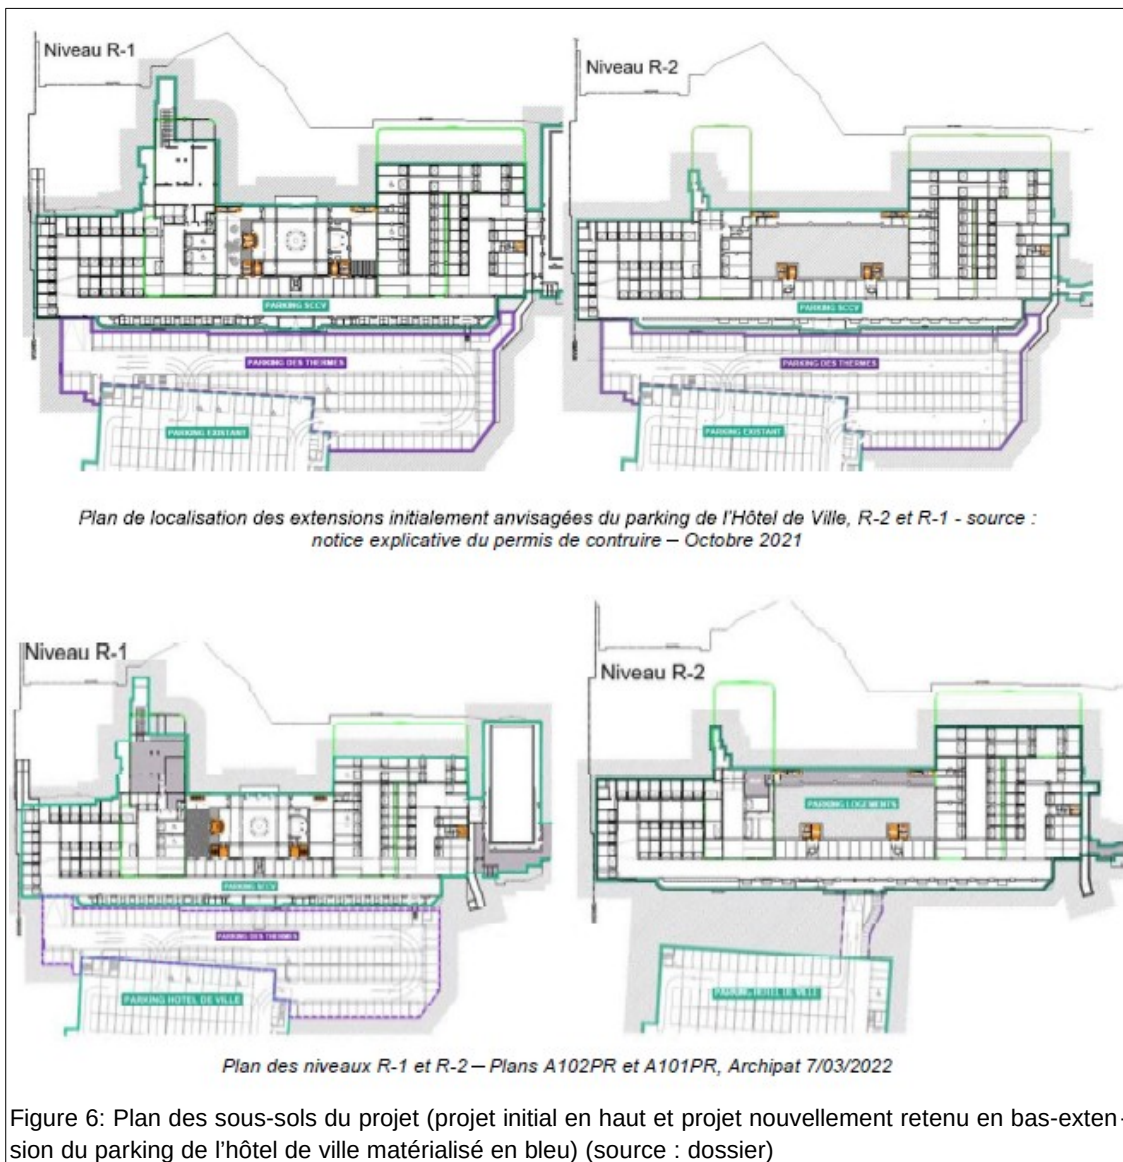 Niveau R-1
Niveau R-2
PARKING SCCV
PARKING SCCV
PARKING DES THERMES
PARKING DES THERMES
PARKING EXISTANT
PARKING EXISTANT
Plan de localisation des extensions initialement anvisagées du parking de l'Hôtel de Ville, R-2 et R-1 - source :
notice explicative du permis de contruire – Octobre 2021
Niveau R-1
Niveau R-2
PARKING LOGEMENTS
PARKING SCCV
PARKING DES THERMES
PARKING HOTEL DE VILLE
PARKING HOTEL DE VILLE
Plan des niveaux R-1 et R-2 – Plans A102PR et A101PR, Archipat 7/03/2022
Figure 6: Plan des sous-sols du projet (projet initial en haut et projet nouvellement retenu en bas-exten-
sion du parking de l'hôtel de ville matérialisé en bleu) (source : dossier)